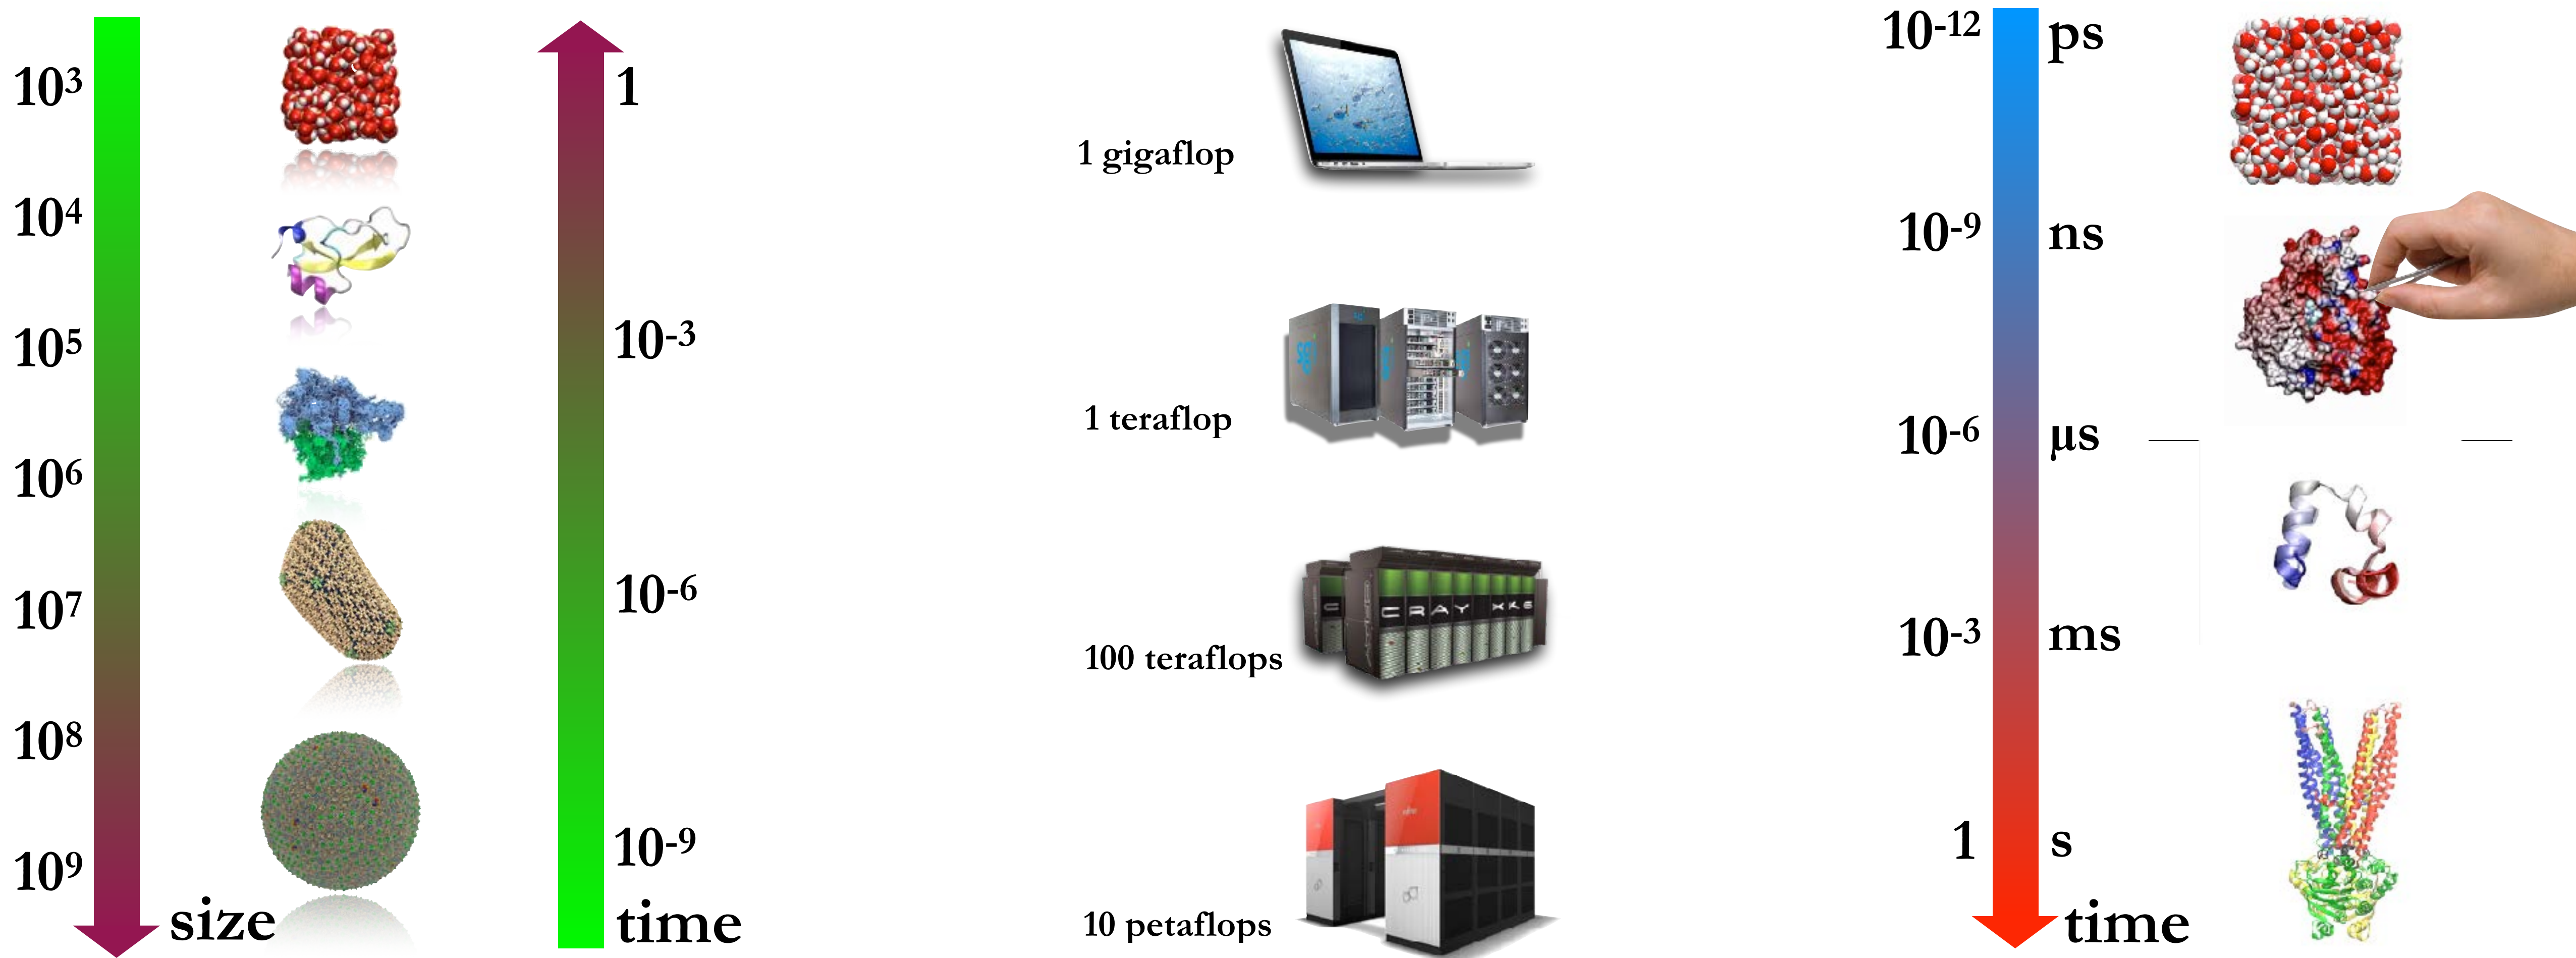 10³
10⁴
10⁵
10⁶
10⁷
10⁸
10⁹
size
1
10⁻³
10⁻⁶
10⁻⁹
time
1 gigaflop
1 teraflop
sgi
100 teraflops
C
CRAY XK6
10 petaflops
10⁻¹² ps
10⁻⁹ ns
10⁻⁶ µs
10⁻³ ms
1 s
time